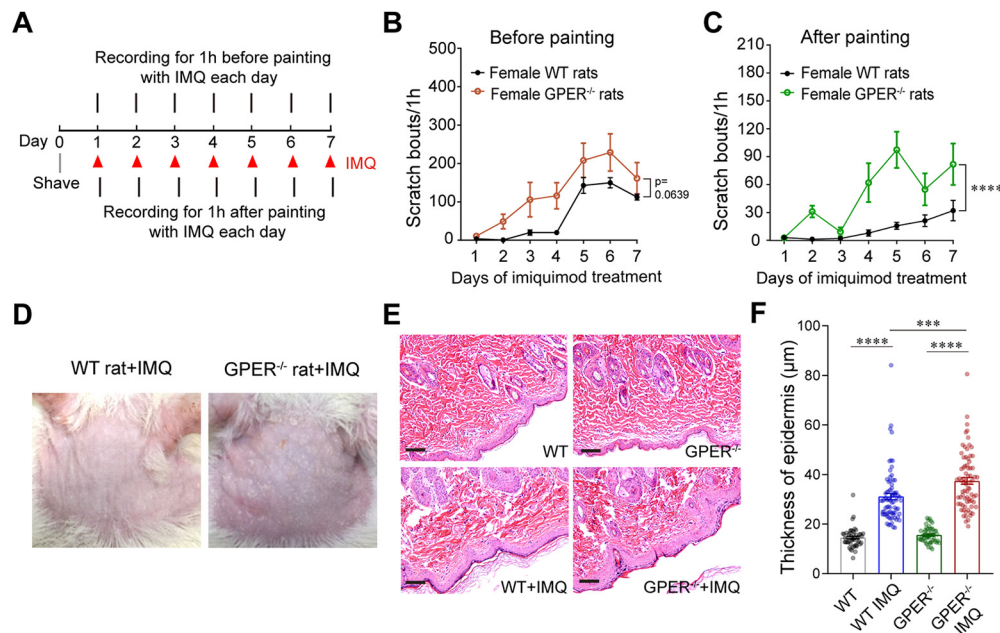 A
Recording for 1h before painting
with IMQ each day
Day 0 1 2 3 4 5 6 7 IMQ
Shave
Recording for 1h after painting
with IMQ each day
B
Before painting
Female WT rats
Female GPER-/- rats
Scratch bouts/1h
500
400
300
200
100
0
p=
0.0639
1 2 3 4 5 6 7
Days of imiquimod treatment
C
After painting
Female WT rats
Female GPER-/- rats
Scratch bouts/1h
210
180
150
120
90
60
30
0
****
1 2 3 4 5 6 7
Days of imiquimod treatment
D
WT rat+IMQ
GPER-/- rat+IMQ
E
WT
GPER-/-
WT+IMQ
GPER-/-+IMQ
F
Thickness of epidermis (μm)
100
80
60
40
20
0
***
****
****
WT
WT IMQ
GPER-/-
GPER-/-
IMQ